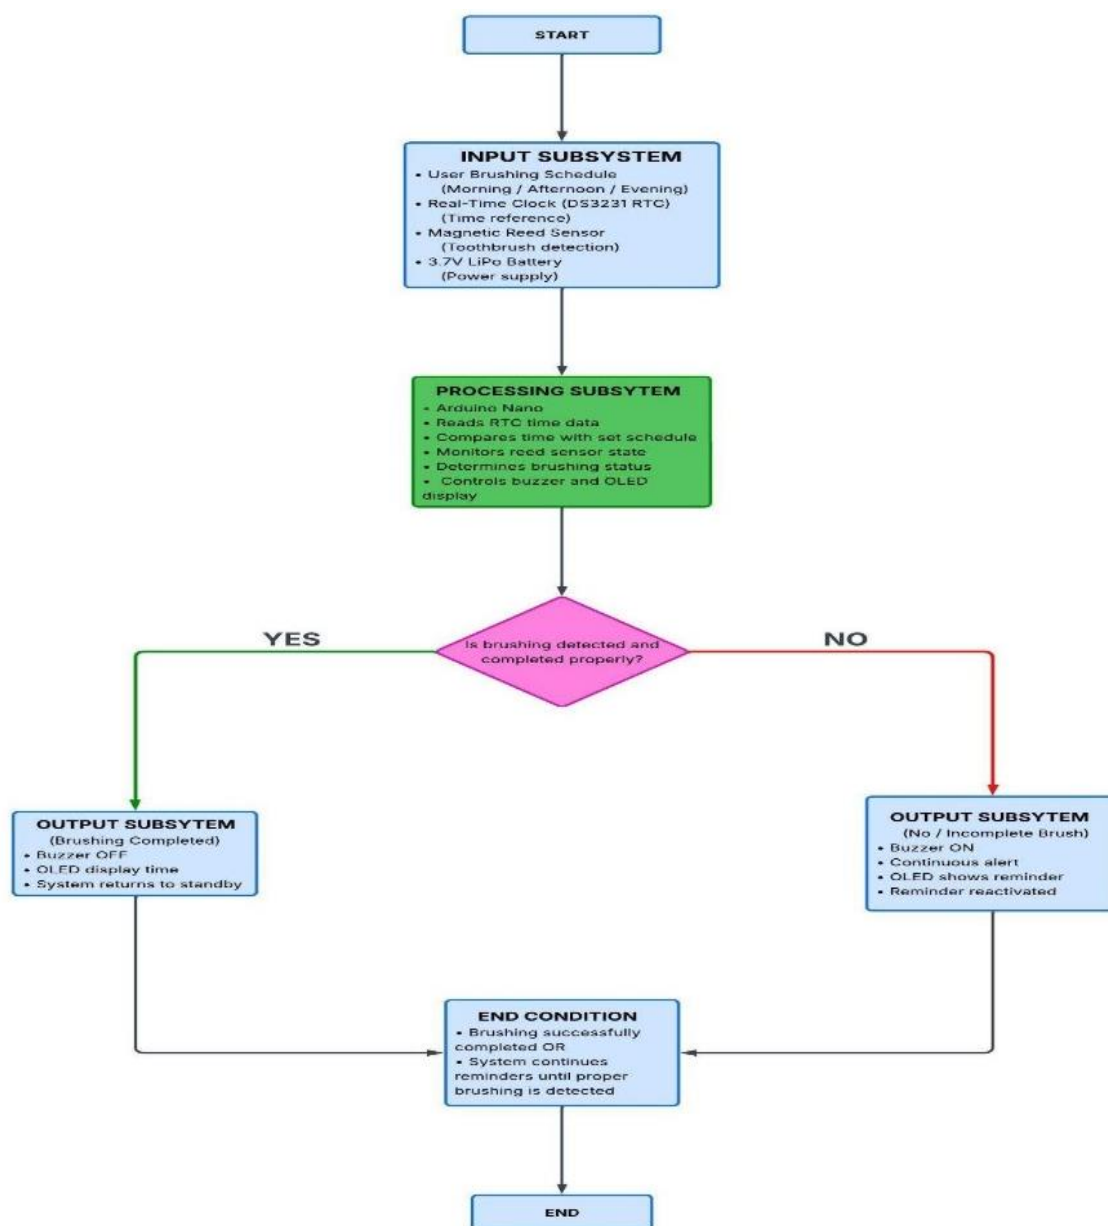 START
INPUT SUBSYSTEM
• User Brushing Schedule
(Morning / Afternoon / Evening)
• Real-Time Clock (DS3231 RTC)
(Time reference)
• Magnetic Reed Sensor
(Toothbrush detection)
• 3.7V LiPo Battery
(Power supply)
PROCESSING SUBSYTEM
• Arduino Nano
• Reads RTC time data
• Compares time with set schedule
• Monitors reed sensor state
• Determines brushing status
• Controls buzzer and OLED
display
Is brushing detected and
completed properly?
YES
NO
OUTPUT SUBSYTEM
(Brushing Completed)
• Buzzer OFF
• OLED display time
• System returns to standby
OUTPUT SUBSYTEM
(No / Incomplete Brush)
• Buzzer ON
• Continuous alert
• OLED shows reminder
• Reminder reactivated
END CONDITION
• Brushing successfully
completed OR
• System continues
reminders until proper
brushing is detected
END